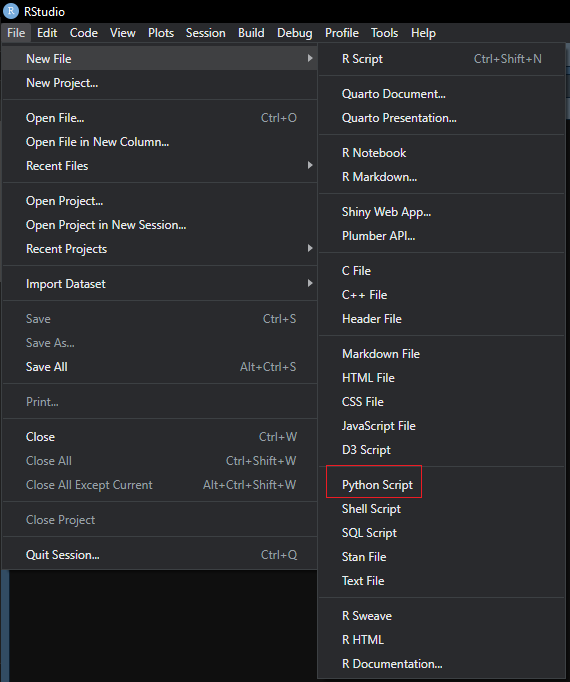 R RStudio
File Edit Code View Plots Session Build Debug Profile Tools Help
New File
New Project...
Open File... Ctrl+O
Open File in New Column...
Recent Files
Open Project...
Open Project in New Session...
Recent Projects
Import Dataset
Save Ctrl+S
Save As...
Save All Alt+Ctrl+S
Print...
Close Ctrl+W
Close All Ctrl+Shift+W
Close All Except Current Alt+Ctrl+Shift+W
Close Project
Quit Session... Ctrl+Q
R Script Ctrl+Shift+N
Quarto Document...
Quarto Presentation...
R Notebook
R Markdown...
Shiny Web App...
Plumber API...
C File
C++ File
Header File
Markdown File
HTML File
CSS File
JavaScript File
D3 Script
Python Script
Shell Script
SQL Script
Stan File
Text File
R Sweave
R HTML
R Documentation...